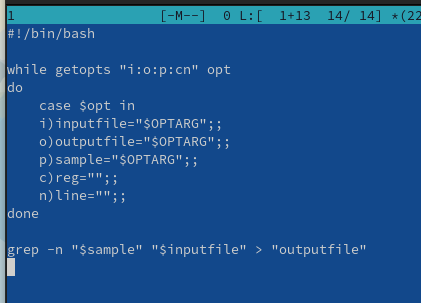 1 [-M--] 0 L:[ 1+13 14/ 14] *(22
#!/bin/bash

while getopts "i:o:p:cn" opt
do
    case $opt in
    i)inputfile="$OPTARG";;
    o)outputfile="$OPTARG";;
    p)sample="$OPTARG";;
    c)reg="";;
    n)line="";;
done

grep -n "$sample" "$inputfile" > "outputfile"